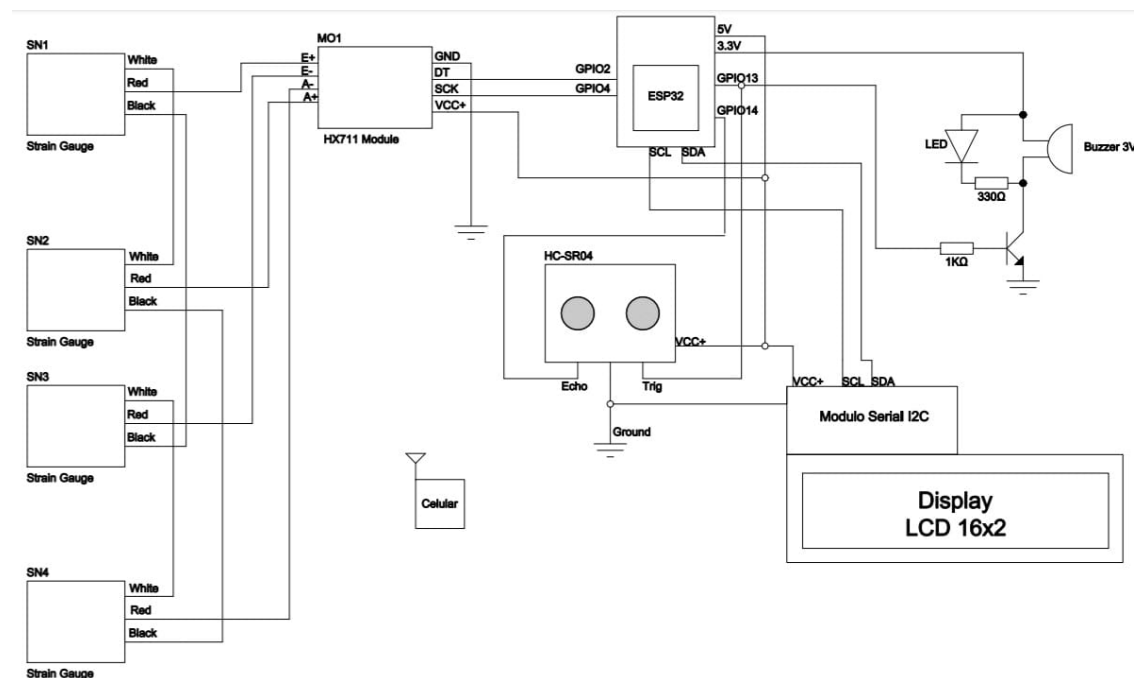 SN1
White
Red
Black
Strain Gauge
SN2
White
Red
Black
Strain Gauge
SN3
White
Red
Black
Strain Gauge
SN4
White
Red
Black
Strain Gauge
MO1
E+
E-
A-
A+
GND
DT
SCK
VCC+
HX711 Module
GPIO2
GPIO4
ESP32
5V
3.3V
GPIO13
GPIO14
SCL SDA
LED
330Ω
Buzzer 3V
1KΩ
HC-SR04
VCC+
Echo
Trig
Ground
Celular
VCC+ SCL SDA
Modulo Serial I2C
Display
LCD 16x2